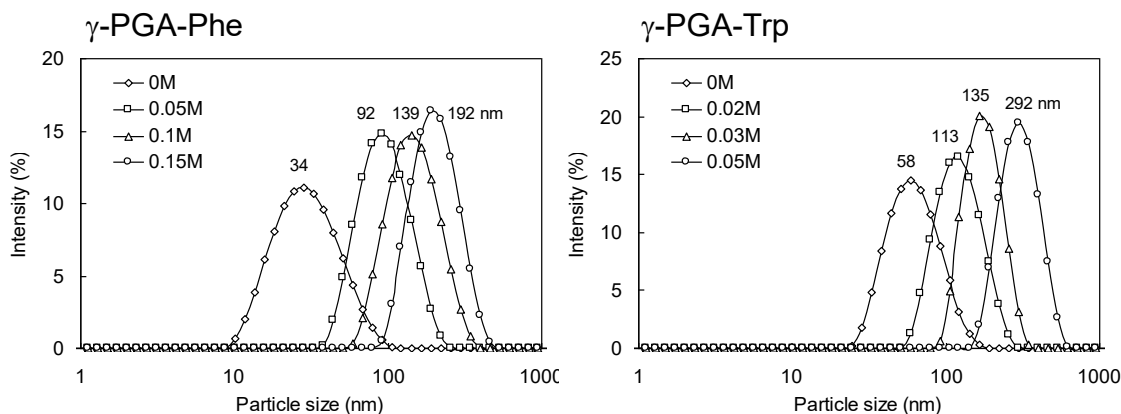 γ-PGA-Phe
20
15
10
5
0
Intensity (%)
0M
0.05M
0.1M
0.15M
34
92
139
192 nm
1
10
100
1000
Particle size (nm)
γ-PGA-Trp
25
20
15
10
5
0
Intensity (%)
0M
0.02M
0.03M
0.05M
58
113
135
292 nm
1
10
100
1000
Particle size (nm)